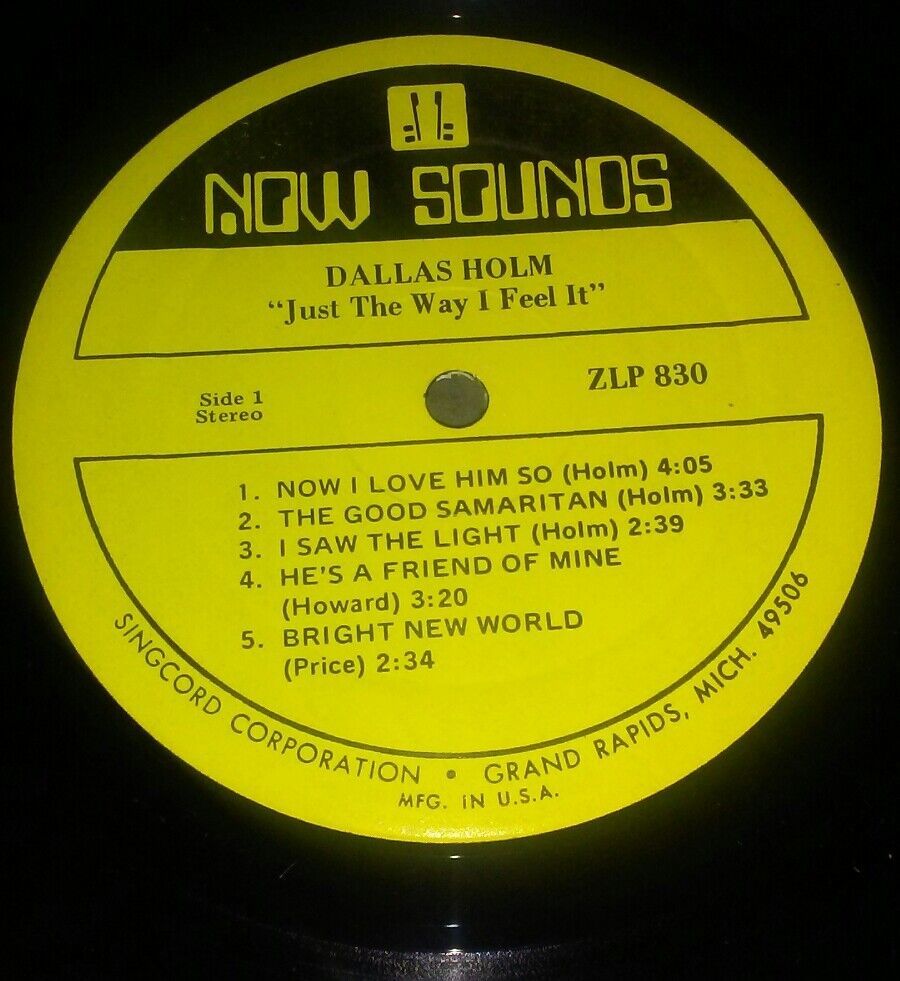 NOW SOUNDS
DALLAS HOLM
“Just The Way I Feel It”
Side 1
Stereo
ZLP 830
1. NOW I LOVE HIM SO (Holm) 4:05
2. THE GOOD SAMARITAN (Holm) 3:33
3. I SAW THE LIGHT (Holm) 2:39
4. HE'S A FRIEND OF MINE
(Howard) 3:20
5. BRIGHT NEW WORLD
(Price) 2:34
SINGCORD CORPORATION • GRAND RAPIDS, MICH. 49506
MFG. IN U.S.A.